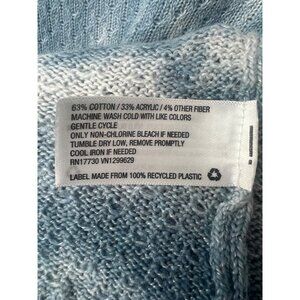 63% COTTON / 33% ACRYLIC / 4% OTHER FIBER
MACHINE WASH COLD WITH LIKE COLORS
GENTLE CYCLE
ONLY NON-CHLORINE BLEACH IF NEEDED
TUMBLE DRY LOW, REMOVE PROMPTLY
COOL IRON IF NEEDED
RN17730 VN1299629
LABEL MADE FROM 100% RECYCLED PLASTIC